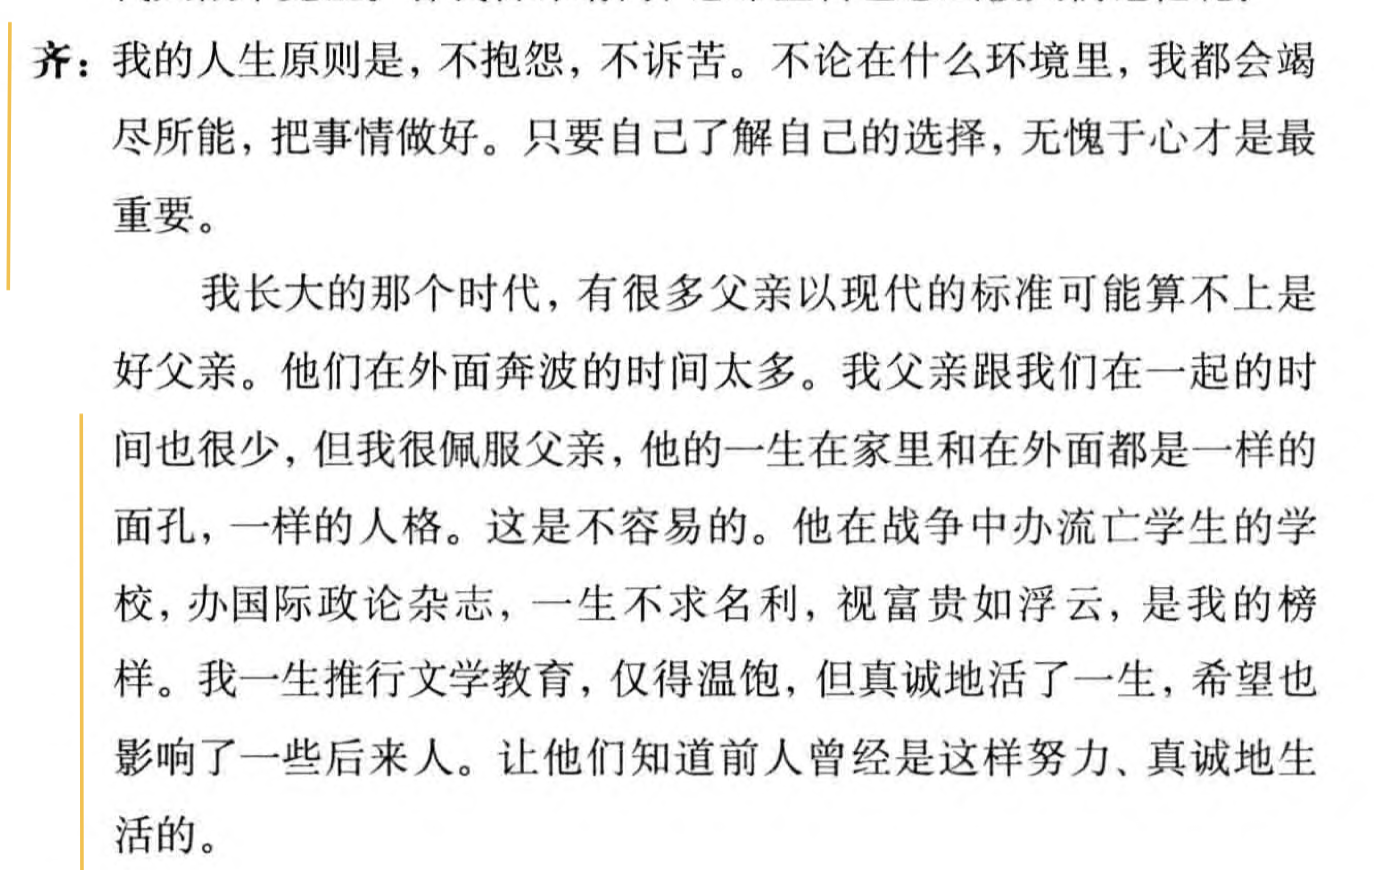 齐：我的人生原则是，不抱怨，不诉苦。不论在什么环境里，我都会竭
尽所能，把事情做好。只要自己了解自己的选择，无愧于心才是最
重要。
我长大的那个时代，有很多父亲以现代的标准可能算不上是
好父亲。他们在外面奔波的时间太多。我父亲跟我们在一起的时
间也很少，但我很佩服父亲，他的一生在家里和在外面都是一样的
面孔，一样的人格。这是不容易的。他在战争中办流亡学生的学
校，办国际政论杂志，一生不求名利，视富贵如浮云，是我的榜
样。我一生推行文学教育，仅得温饱，但真诚地活了一生，希望也
影响了一些后来人。让他们知道前人曾经是这样努力、真诚地生
活的。